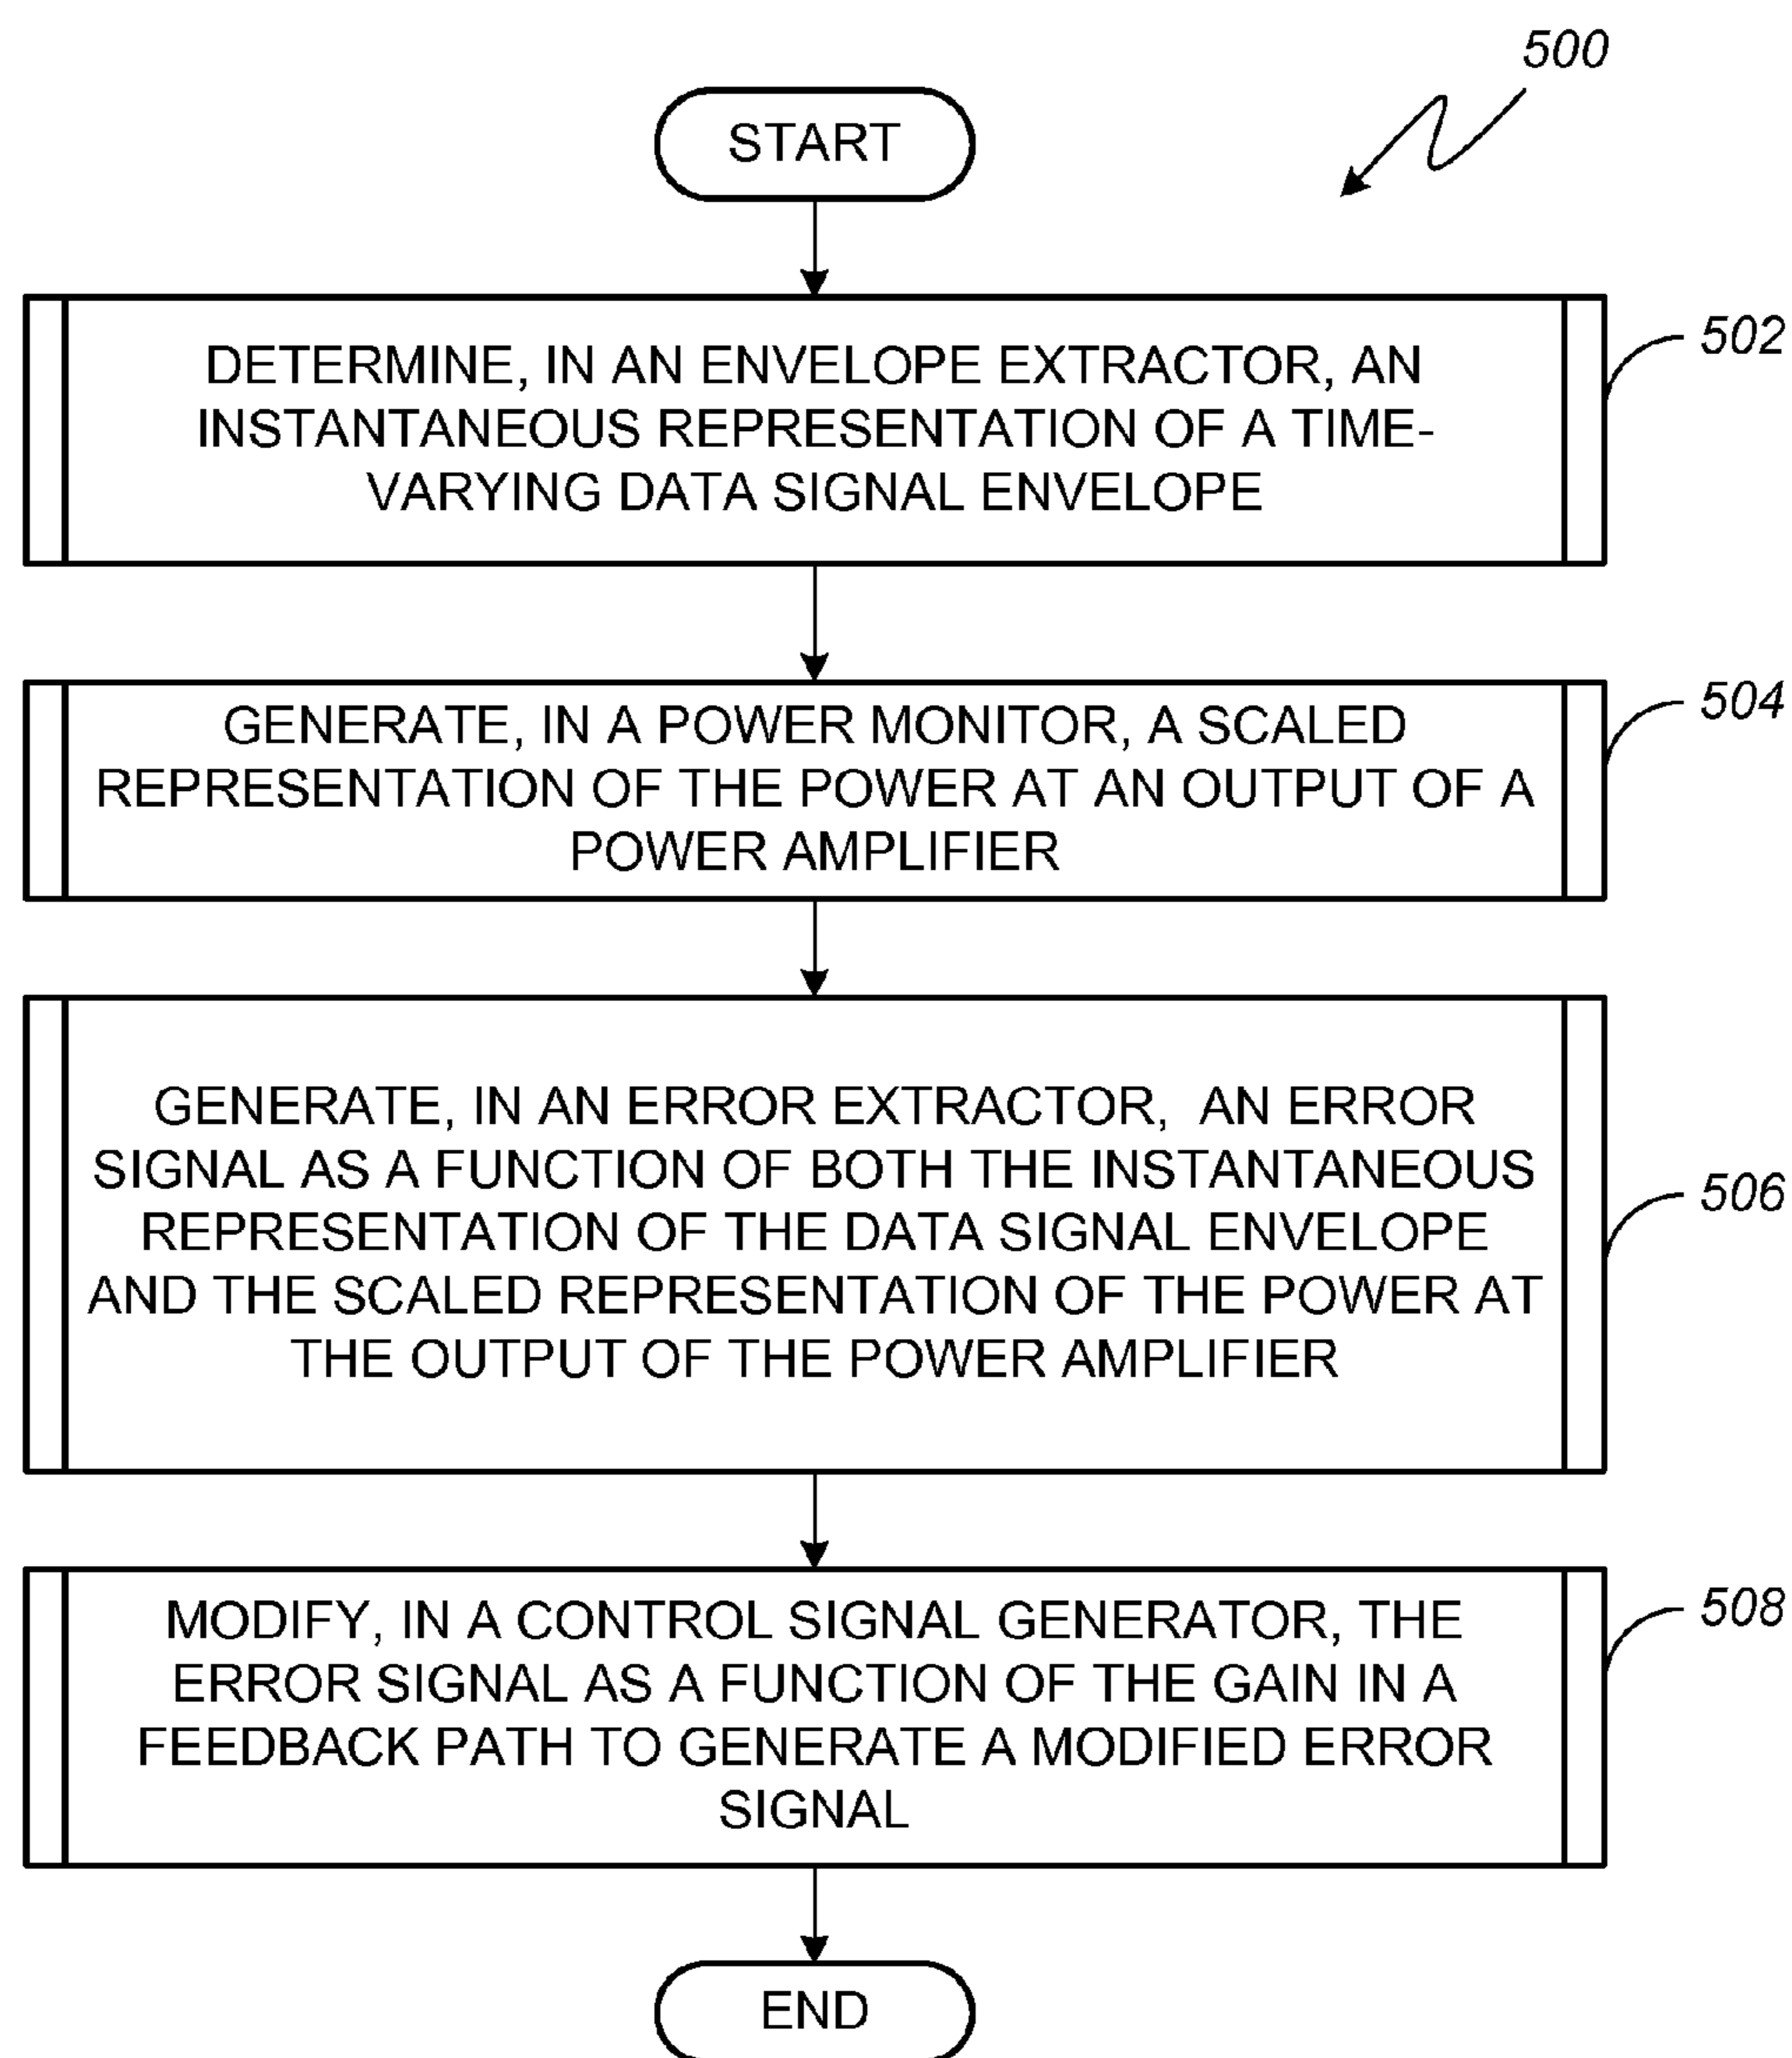 500
START
DETERMINE, IN AN ENVELOPE EXTRACTOR, AN
INSTANTANEOUS REPRESENTATION OF A TIME-
VARYING DATA SIGNAL ENVELOPE
502
GENERATE, IN A POWER MONITOR, A SCALED
REPRESENTATION OF THE POWER AT AN OUTPUT OF A
POWER AMPLIFIER
504
GENERATE, IN AN ERROR EXTRACTOR, AN ERROR
SIGNAL AS A FUNCTION OF BOTH THE INSTANTANEOUS
REPRESENTATION OF THE DATA SIGNAL ENVELOPE
AND THE SCALED REPRESENTATION OF THE POWER AT
THE OUTPUT OF THE POWER AMPLIFIER
506
MODIFY, IN A CONTROL SIGNAL GENERATOR, THE
ERROR SIGNAL AS A FUNCTION OF THE GAIN IN A
FEEDBACK PATH TO GENERATE A MODIFIED ERROR
SIGNAL
508
END